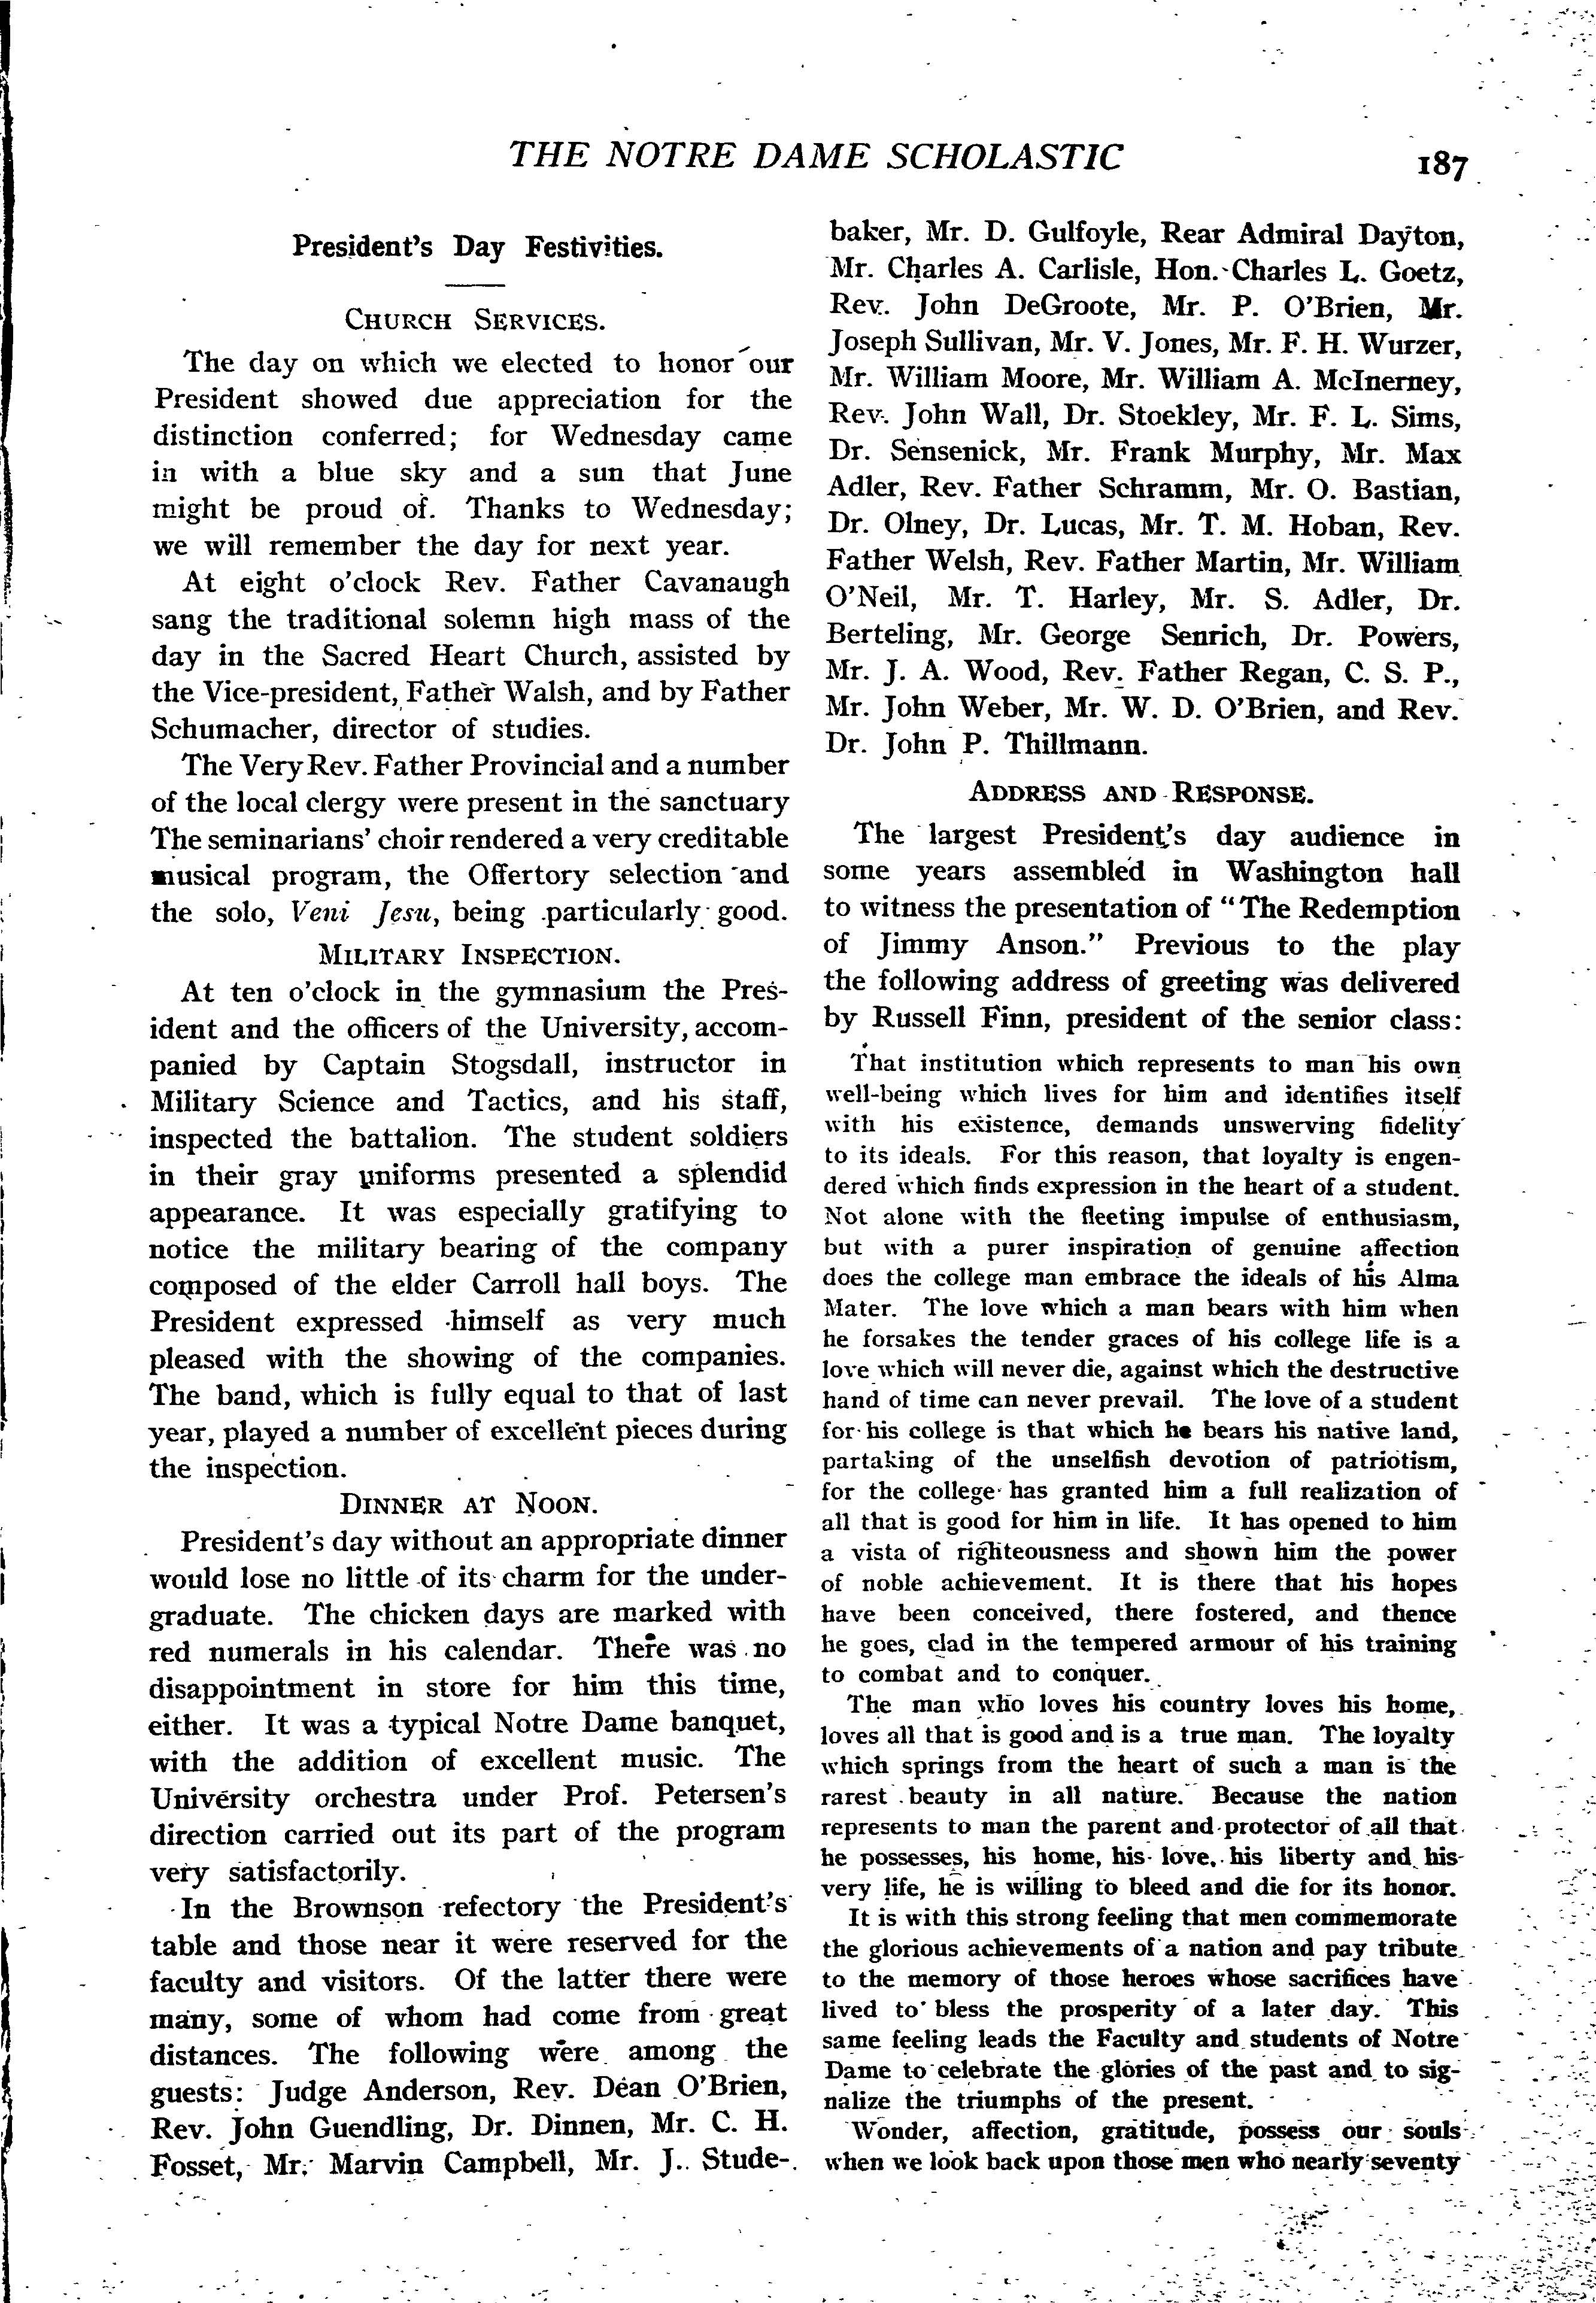 THE NOTRE DAME SCHOLASTIC
187
President's Day Festivities.
CHURCH SERVICES.
The day on which we elected to honor our
President showed due appreciation for the
distinction conferred; for Wednesday came
in with a blue sky and a sun that June
might be proud of. Thanks to Wednesday;
we will remember the day for next year.
At eight o'clock Rev. Father Cavanaugh
sang the traditional solemn high mass of the
day in the Sacred Heart Church, assisted by
the Vice-president, Father Walsh, and by Father
Schumacher, director of studies.
The Very Rev. Father Provincial and a number
of the local clergy were present in the sanctuary
The seminarians' choir rendered a very creditable
musical program, the Offertory selection and
the solo, Veni Jesu, being particularly good.
MILITARY INSPECTION.
At ten o'clock in the gymnasium the Pres-
ident and the officers of the University, accom-
panied by Captain Stogsdall, instructor in
Military Science and Tactics, and his staff,
inspected the battalion. The student soldiers
in their gray uniforms presented a splendid
appearance. It was especially gratifying to
notice the military bearing of the company
composed of the elder Carroll hall boys. The
President expressed himself as very much
pleased with the showing of the companies.
The band, which is fully equal to that of last
year, played a number of excellent pieces during
the inspection.
DINNER AT NOON.
President's day without an appropriate dinner
would lose no little of its charm for the under-
graduate. The chicken days are marked with
red numerals in his calendar. There was no
disappointment in store for him this time,
either. It was a typical Notre Dame banquet,
with the addition of excellent music. The
University orchestra under Prof. Petersen's
direction carried out its part of the program
very satisfactorily.
In the Brownson refectory the President's
table and those near it were reserved for the
faculty and visitors. Of the latter there were
many, some of whom had come from great
distances. The following were among the
guests: Judge Anderson, Rev. Dean O'Brien,
Rev. John Guendling, Dr. Dinnen, Mr. C. H.
Fosset, Mr. Marvin Campbell, Mr. J. Stude-
baker, Mr. D. Gulfoyle, Rear Admiral Dayton,
Mr. Charles A. Carlisle, Hon. Charles L. Goetz,
Rev. John DeGroote, Mr. P. O'Brien, Mr.
Joseph Sullivan, Mr. V. Jones, Mr. F. H. Wurzer,
Mr. William Moore, Mr. William A. McInerney,
Rev. John Wall, Dr. Stoekley, Mr. F. L. Sims,
Dr. Sensenick, Mr. Frank Murphy, Mr. Max
Adler, Rev. Father Schramm, Mr. O. Bastian,
Dr. Olney, Dr. Lucas, Mr. T. M. Hoban, Rev.
Father Welsh, Rev. Father Martin, Mr. William
O'Neil, Mr. T. Harley, Mr. S. Adler, Dr.
Berteling, Mr. George Senrich, Dr. Powers,
Mr. J. A. Wood, Rev. Father Regan, C. S. P.,
Mr. John Weber, Mr. W. D. O'Brien, and Rev.
Dr. John P. Thillmann.
ADDRESS AND RESPONSE.
The largest President's day audience in
some years assembled in Washington hall
to witness the presentation of "The Redemption
of Jimmy Anson." Previous to the play
the following address of greeting was delivered
by Russell Finn, president of the senior class:
That institution which represents to man his own
well-being which lives for him and identifies itself
with his existence, demands unswerving fidelity
to its ideals. For this reason, that loyalty is engen-
dered which finds expression in the heart of a student.
Not alone with the fleeting impulse of enthusiasm,
but with a purer inspiration of genuine affection
does the college man embrace the ideals of his Alma
Mater. The love which a man bears with him when
he forsakes the tender graces of his college life is a
love which will never die, against which the destructive
hand of time can never prevail. The love of a student
for his college is that which he bears his native land,
partaking of the unselfish devotion of patriotism,
for the college has granted him a full realization of
all that is good for him in life. It has opened to him
a vista of righteousness and shown him the power
of noble achievement. It is there that his hopes
have been conceived, there fostered, and thence
he goes, clad in the tempered armour of his training
to combat and to conquer.
The man who loves his country loves his home,
loves all that is good and is a true man. The loyalty
which springs from the heart of such a man is the
rarest beauty in all nature. Because the nation
represents to man the parent and protector of all that
he possesses, his home, his love, his liberty and his
very life, he is willing to bleed and die for its honor.
It is with this strong feeling that men commemorate
the glorious achievements of a nation and pay tribute
to the memory of those heroes whose sacrifices have
lived to bless the prosperity of a later day. This
same feeling leads the Faculty and students of Notre
Dame to celebrate the glories of the past and to sig-
nalize the triumphs of the present.
Wonder, affection, gratitude, possess our souls
when we look back upon those men who nearly seventy